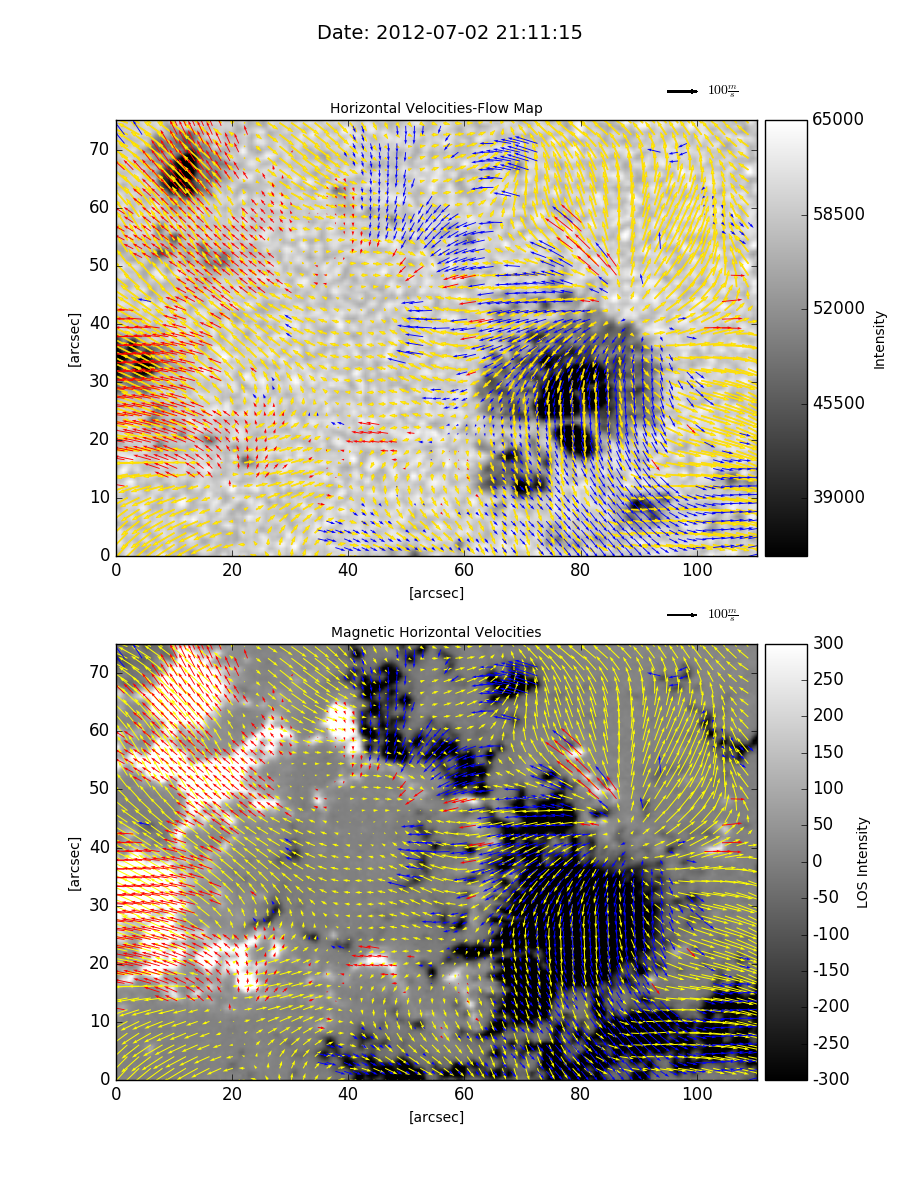 Date: 2012-07-02 21:11:15
100 m/s
Horizontal Velocities-Flow Map
70
60
50
40
30
20
10
0
[arcsec]
0 20 40 60 80 100
[arcsec]
65000
58500
52000
45500
39000
Intensity
100 m/s
Magnetic Horizontal Velocities
70
60
50
40
30
20
10
0
[arcsec]
0 20 40 60 80 100
[arcsec]
300
250
200
150
100
50
0
-50
-100
-150
-200
-250
-300
LOS Intensity